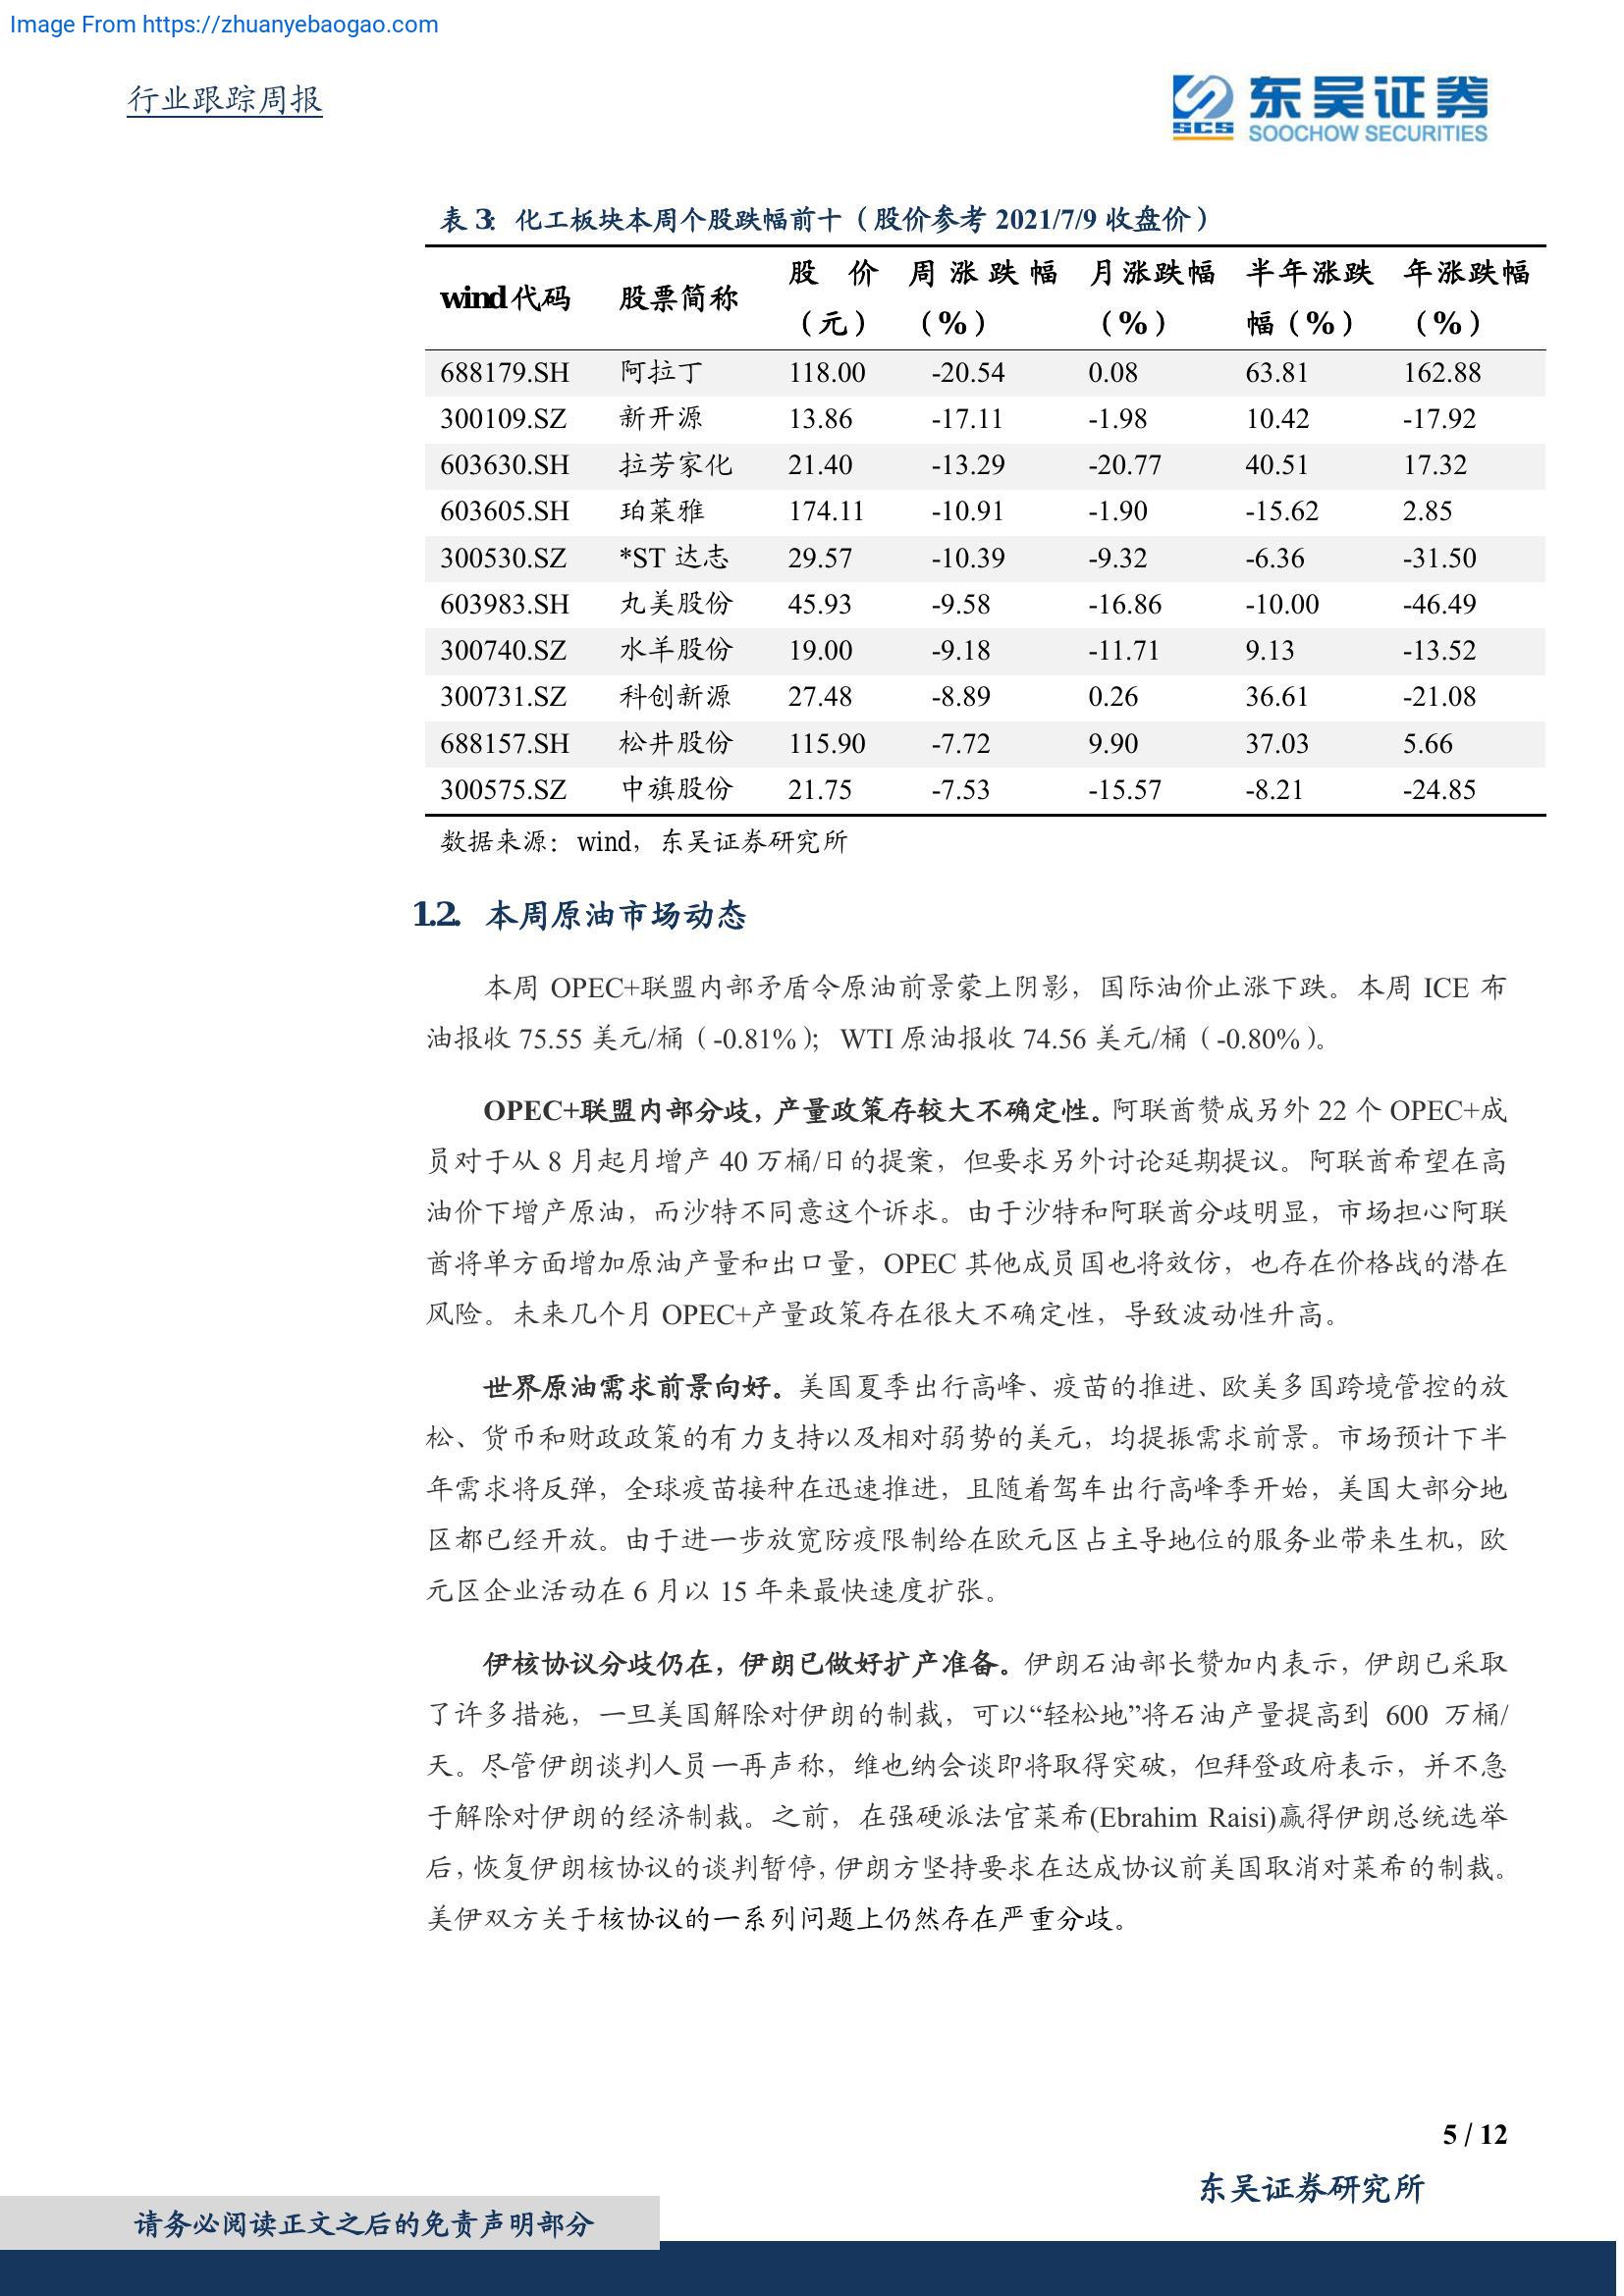 Image From https://zhuanyebaogao.com
行业跟踪周报
SCS 东吴证券
SOOCHOW SECURITIES
表 3: 化工板块本周个股跌幅前十（股价参考 2021/7/9 收盘价）
wind代码 股票简称 股价（元） 周涨跌幅（%） 月涨跌幅（%） 半年涨跌幅（%） 年涨跌幅（%）
688179.SH 阿拉丁 118.00 -20.54 0.08 63.81 162.88
300109.SZ 新开源 13.86 -17.11 -1.98 10.42 -17.92
603630.SH 拉芳家化 21.40 -13.29 -20.77 40.51 17.32
603605.SH 珀莱雅 174.11 -10.91 -1.90 -15.62 2.85
300530.SZ *ST 达志 29.57 -10.39 -9.32 -6.36 -31.50
603983.SH 丸美股份 45.93 -9.58 -16.86 -10.00 -46.49
300740.SZ 水羊股份 19.00 -9.18 -11.71 9.13 -13.52
300731.SZ 科创新源 27.48 -8.89 0.26 36.61 -21.08
688157.SH 松井股份 115.90 -7.72 9.90 37.03 5.66
300575.SZ 中旗股份 21.75 -7.53 -15.57 -8.21 -24.85
数据来源：wind，东吴证券研究所
1.2. 本周原油市场动态
本周 OPEC+联盟内部矛盾令原油前景蒙上阴影，国际油价止涨下跌。本周 ICE 布
油报收 75.55 美元/桶（-0.81%）；WTI 原油报收 74.56 美元/桶（-0.80%）。
OPEC+联盟内部分歧，产量政策存较大不确定性。阿联酋赞成另外 22 个 OPEC+成
员对于从 8 月起月增产 40 万桶/日的提案，但要求另外讨论延期提议。阿联酋希望在高
油价下增产原油，而沙特不同意这个诉求。由于沙特和阿联酋分歧明显，市场担心阿联
酋将单方面增加原油产量和出口量，OPEC 其他成员国也将效仿，也存在价格战的潜在
风险。未来几个月 OPEC+产量政策存在很大不确定性，导致波动性升高。
世界原油需求前景向好。美国夏季出行高峰、疫苗的推进、欧美多国跨境管控的放
松、货币和财政政策的有力支持以及相对弱势的美元，均提振需求前景。市场预计下半
年需求将反弹，全球疫苗接种在迅速推进，且随着驾车出行高峰季开始，美国大部分地
区都已经开放。由于进一步放宽防疫限制给在欧元区占主导地位的服务业带来生机，欧
元区企业活动在 6 月以 15 年来最快速度扩张。
伊核协议分歧仍在，伊朗已做好扩产准备。伊朗石油部长赞加内表示，伊朗已采取
了许多措施，一旦美国解除对伊朗的制裁，可以“轻松地”将石油产量提高到 600 万桶/
天。尽管伊朗谈判人员一再声称，维也纳会谈即将取得突破，但拜登政府表示，并不急
于解除对伊朗的经济制裁。之前，在强硬派法官莱希(Ebrahim Raisi)赢得伊朗总统选举
后，恢复伊朗核协议的谈判暂停，伊朗方坚持要求在达成协议前美国取消对莱希的制裁。
美伊双方关于核协议的一系列问题上仍然存在严重分歧。
5 / 12
东吴证券研究所
请务必阅读正文之后的免责声明部分